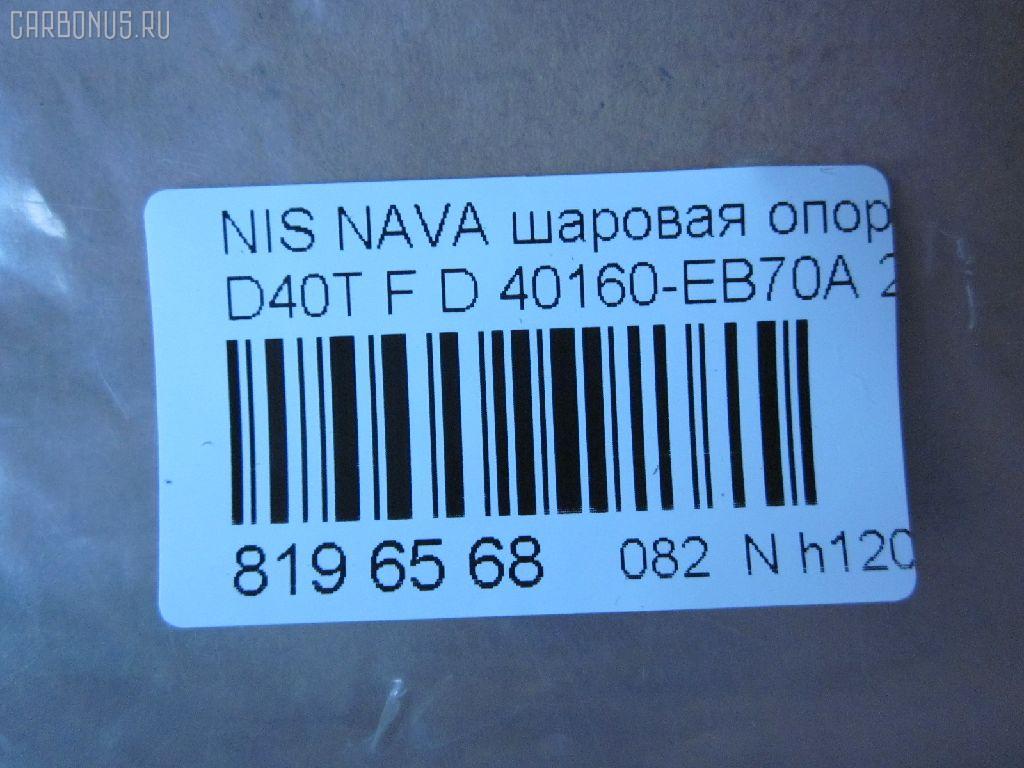 CARBONUS.RU
NIS NAVA шаровая опор
D40T F D 40160-EB70A 2
819 65 68 082 N h120